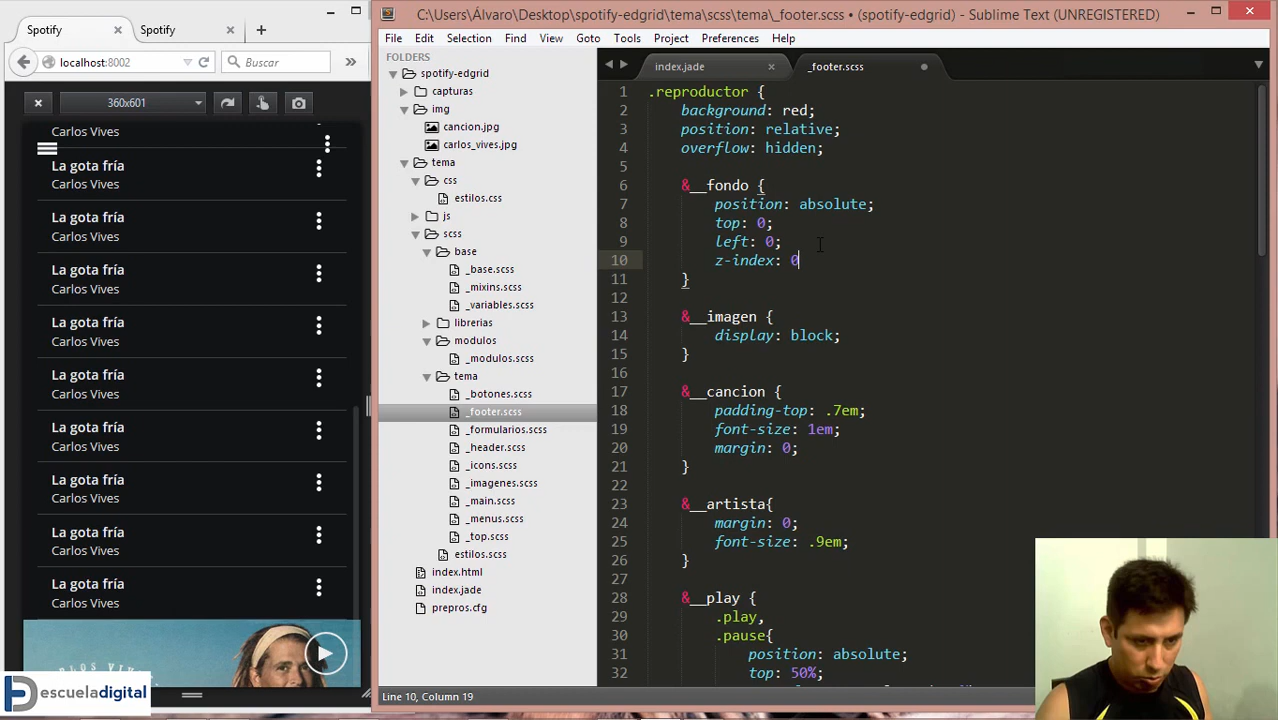 Spotify
Spotify
localhost:8002
Buscar
360x601
Carlos Vives
La gota fría
Carlos Vives
La gota fría
Carlos Vives
La gota fría
Carlos Vives
La gota fría
Carlos Vives
La gota fría
Carlos Vives
La gota fría
Carlos Vives
La gota fría
Carlos Vives
La gota fría
Carlos Vives
La gota fría
Carlos Vives
escueladigital
C:\Users\Álvaro\Desktop\spotify-edgrid\tema\scss\tema\_footer.scss • (spotify-edgrid) - Sublime Text (UNREGISTERED)
File Edit Selection Find View Goto Tools Project Preferences Help
FOLDERS
spotify-edgrid
capturas
img
cancion.jpg
carlos_vives.jpg
tema
css
estilos.css
js
scss
base
_base.scss
_mixins.scss
_variables.scss
librerias
modulos
_modulos.scss
tema
_botones.scss
_footer.scss
_formularios.scss
_header.scss
_icons.scss
_imagenes.scss
_main.scss
_menus.scss
_top.scss
estilos.scss
index.html
index.jade
prepros.cfg
index.jade
_footer.scss
1 .reproductor {
2 background: red;
3 position: relative;
4 overflow: hidden;
5
6 &__fondo {
7 position: absolute;
8 top: 0;
9 left: 0;
10 z-index: 0
11 }
12
13 &__imagen {
14 display: block;
15 }
16
17 &__cancion {
18 padding-top: .7em;
19 font-size: 1em;
20 margin: 0;
21 }
22
23 &__artista{
24 margin: 0;
25 font-size: .9em;
26 }
27
28 &__play {
29 .play,
30 .pause{
31 position: absolute;
32 top: 50%;
Line 10, Column 19